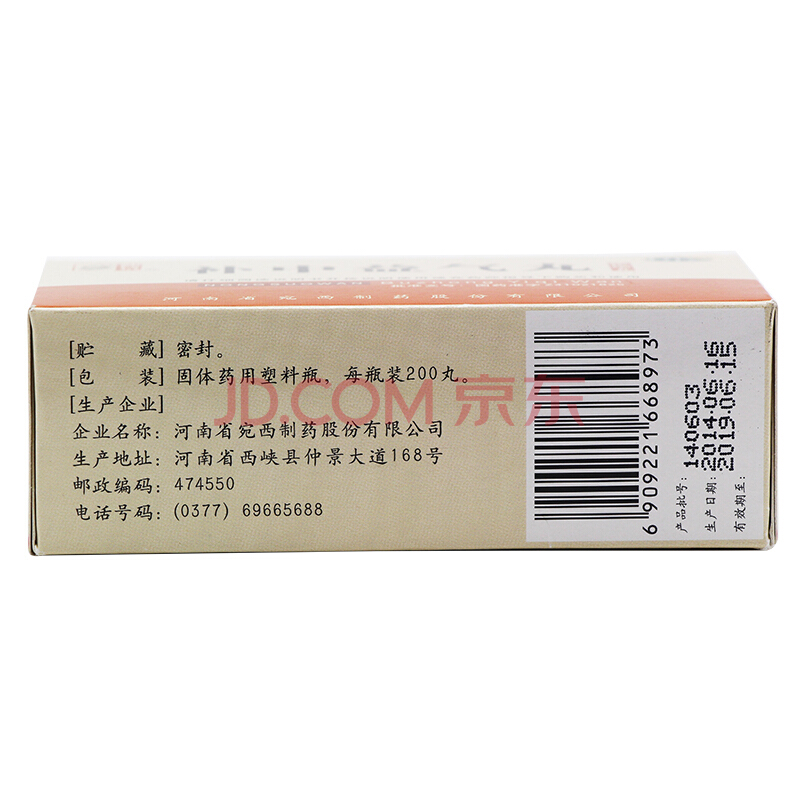 补中益气丸
河南省宛西制药股份有限公司
[贮　　藏] 密封。
[包　　装] 固体药用塑料瓶，每瓶装200丸。
[生产企业]
企业名称：河南省宛西制药股份有限公司
生产地址：河南省西峡县仲景大道168号
邮政编码：474550
电话号码：(0377) 69665688
6 909221 668973
产品批号：140603
生产日期：2014.06.16
有效期至：2019.06.15
JD.COM 京东